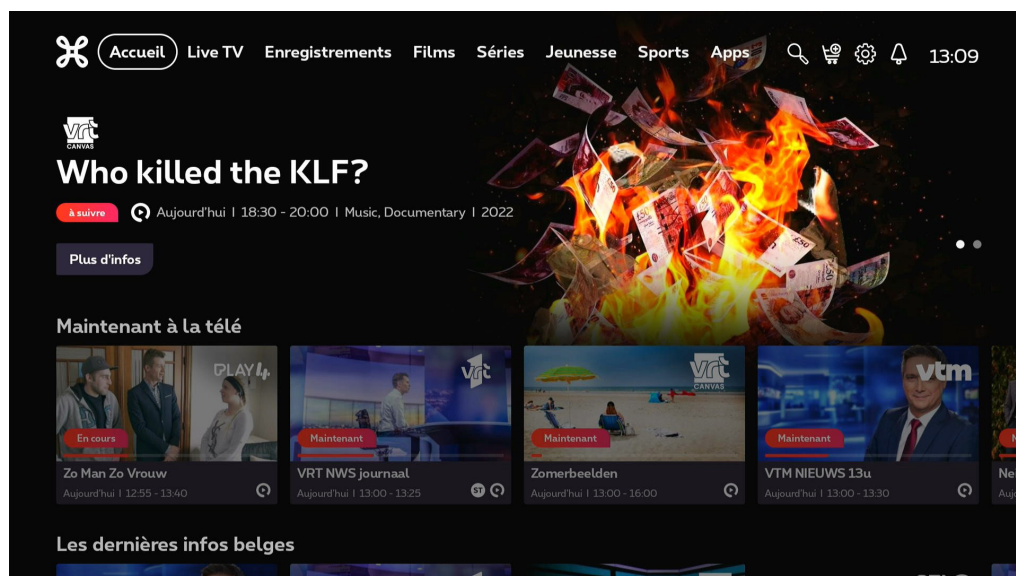 Accueil Live TV Enregistrements Films Séries Jeunesse Sports Apps 13:09
vrt
CANVAS
Who killed the KLF?
à suivre Aujourd'hui | 18:30 - 20:00 | Music, Documentary | 2022
Plus d'infos
£50
£50
Maintenant à la télé
PLAY4 vrt vrt CANVAS vtm
En cours Maintenant Maintenant Maintenant
Zo Man Zo Vrouw VRT NWS journaal Zomerbeelden VTM NIEUWS 13u
Aujourd'hui | 12:55 - 13:40 Aujourd'hui | 13:00 - 13:25 ST Aujourd'hui | 13:00 - 16:00 Aujourd'hui | 13:00 - 13:30
Les dernières infos belges